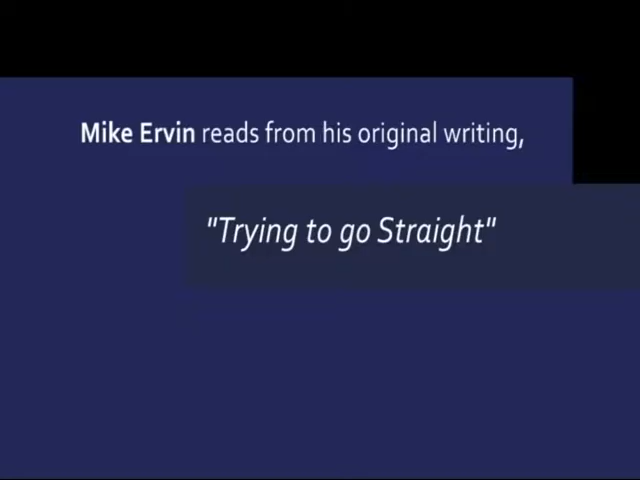 Mike Ervin reads from his original writing,
"Trying to go Straight"